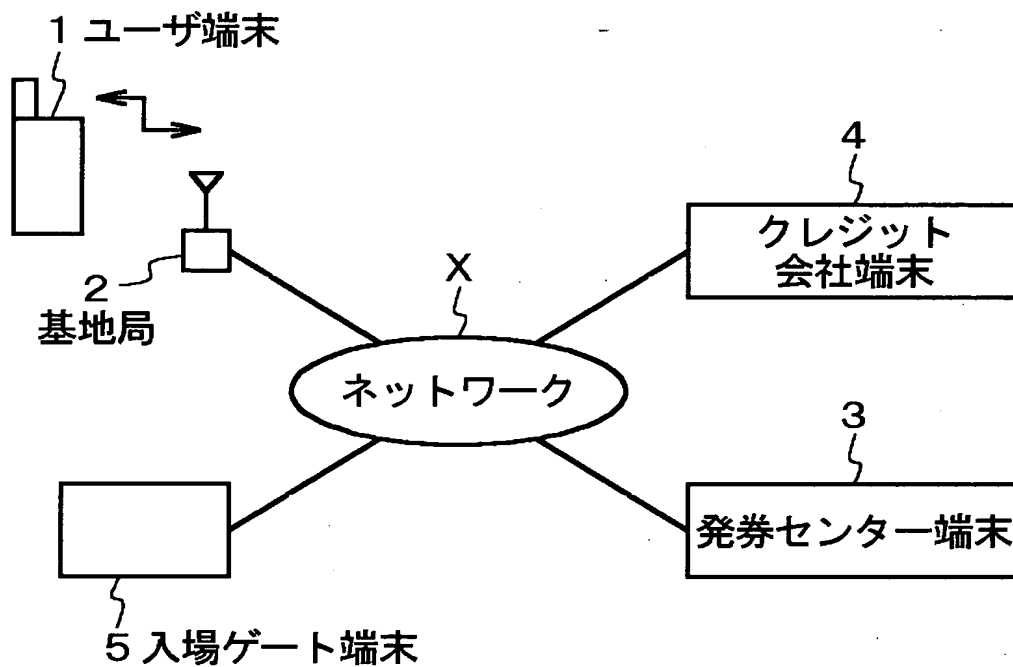 1 ユーザ端末
4
クレジット
会社端末
2
基地局
X
ネットワーク
3
発券センター端末
5 入場ゲート端末